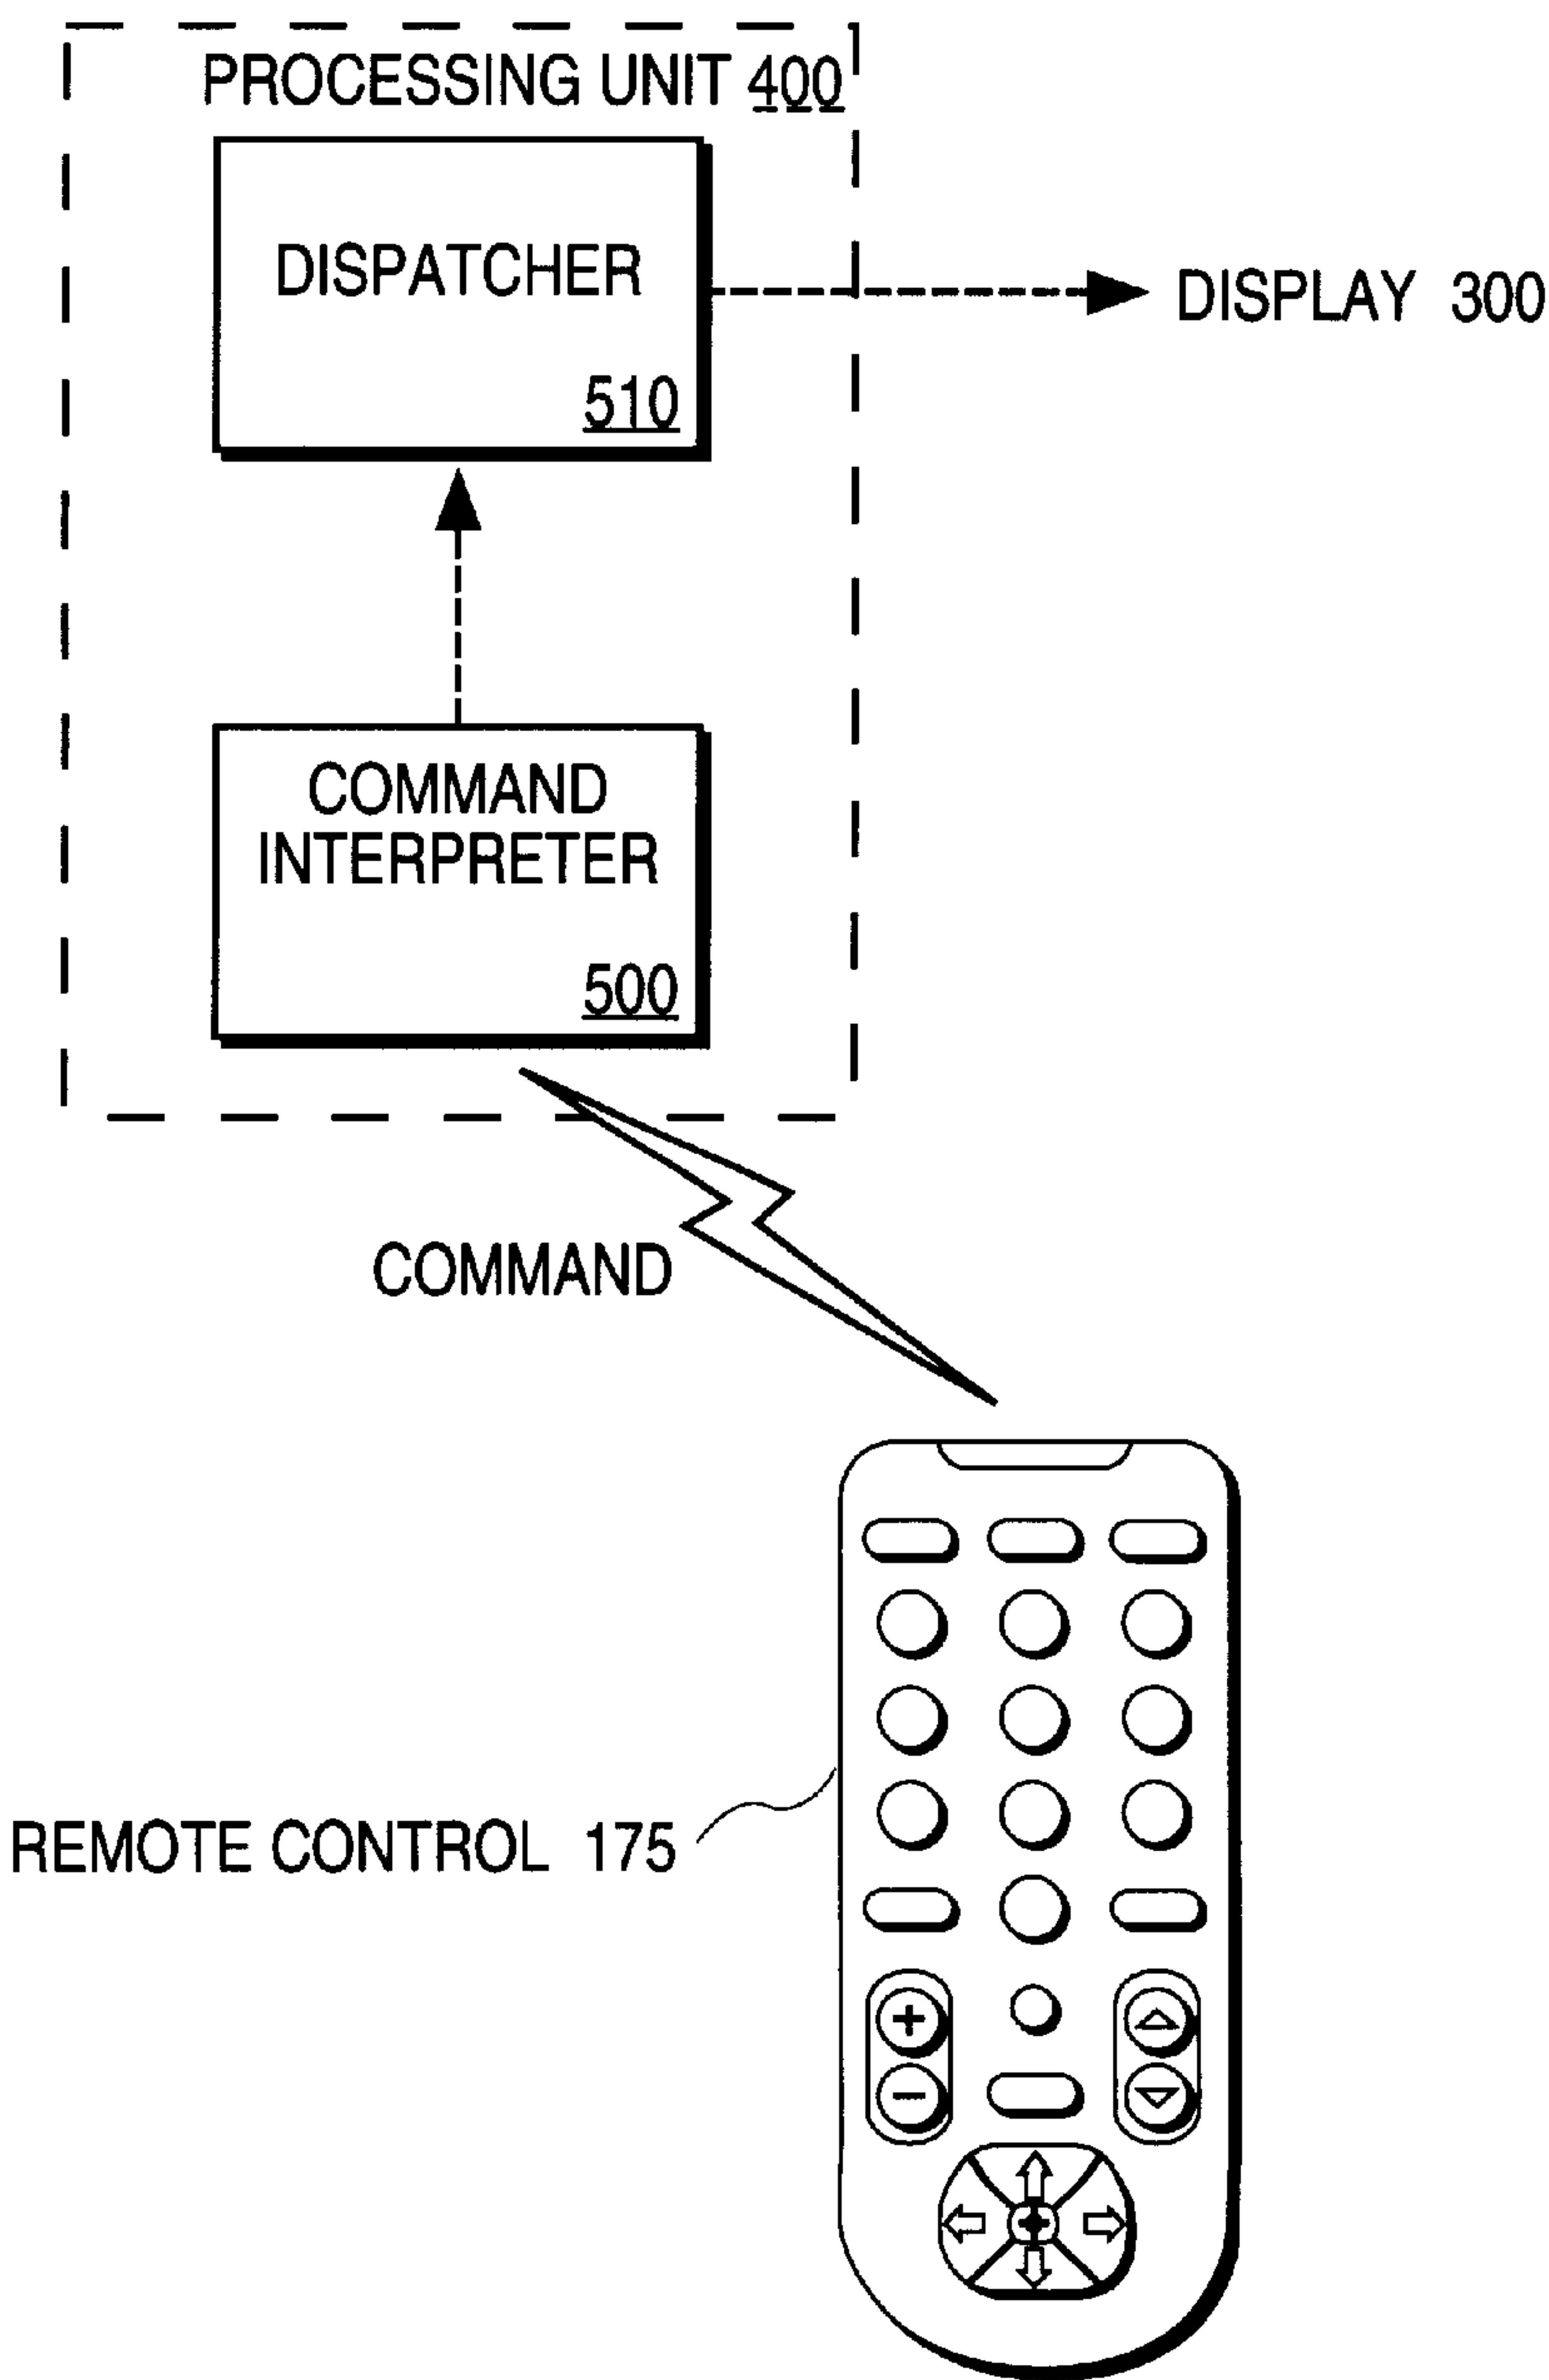 PROCESSING UNIT 400
DISPATCHER
510
DISPLAY 300
COMMAND
INTERPRETER
500
COMMAND
REMOTE CONTROL 175
+
−